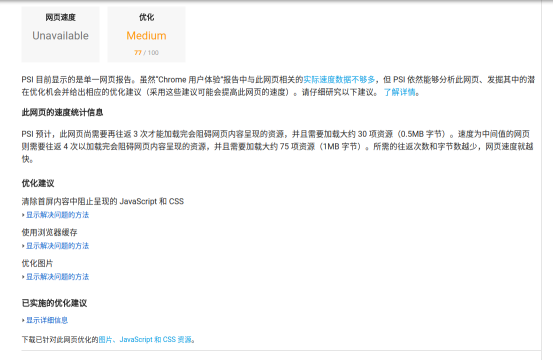 网页速度 优化
Unavailable Medium
77 / 100
PSI 目前显示的是单一网页报告。虽然"Chrome 用户体验"报告中与此网页相关的实际速度数据不够多，但 PSI 依然能够分析此网页、发掘其中的潜
在优化机会并给出相应的优化建议（采用这些建议可能会提高此网页的速度）。请仔细研究以下建议。 了解详情。
此网页的速度统计信息
PSI 预计，此网页尚需要再往返 3 次才能加载完会阻碍网页内容呈现的资源，并且需要加载大约 30 项资源（0.5MB 字节）。速度为中间值的网页
则需要往返 4 次以加载完会阻碍网页内容呈现的资源，并且需要加载大约 75 项资源（1MB 字节）。所需的往返次数和字节数越少，网页速度就越
快。
优化建议
清除首屏内容中阻止呈现的 JavaScript 和 CSS
显示解决问题的方法
使用浏览器缓存
显示解决问题的方法
优化图片
显示解决问题的方法
已实施的优化建议
显示详细信息
下载已针对此网页优化的图片、JavaScript 和 CSS 资源。